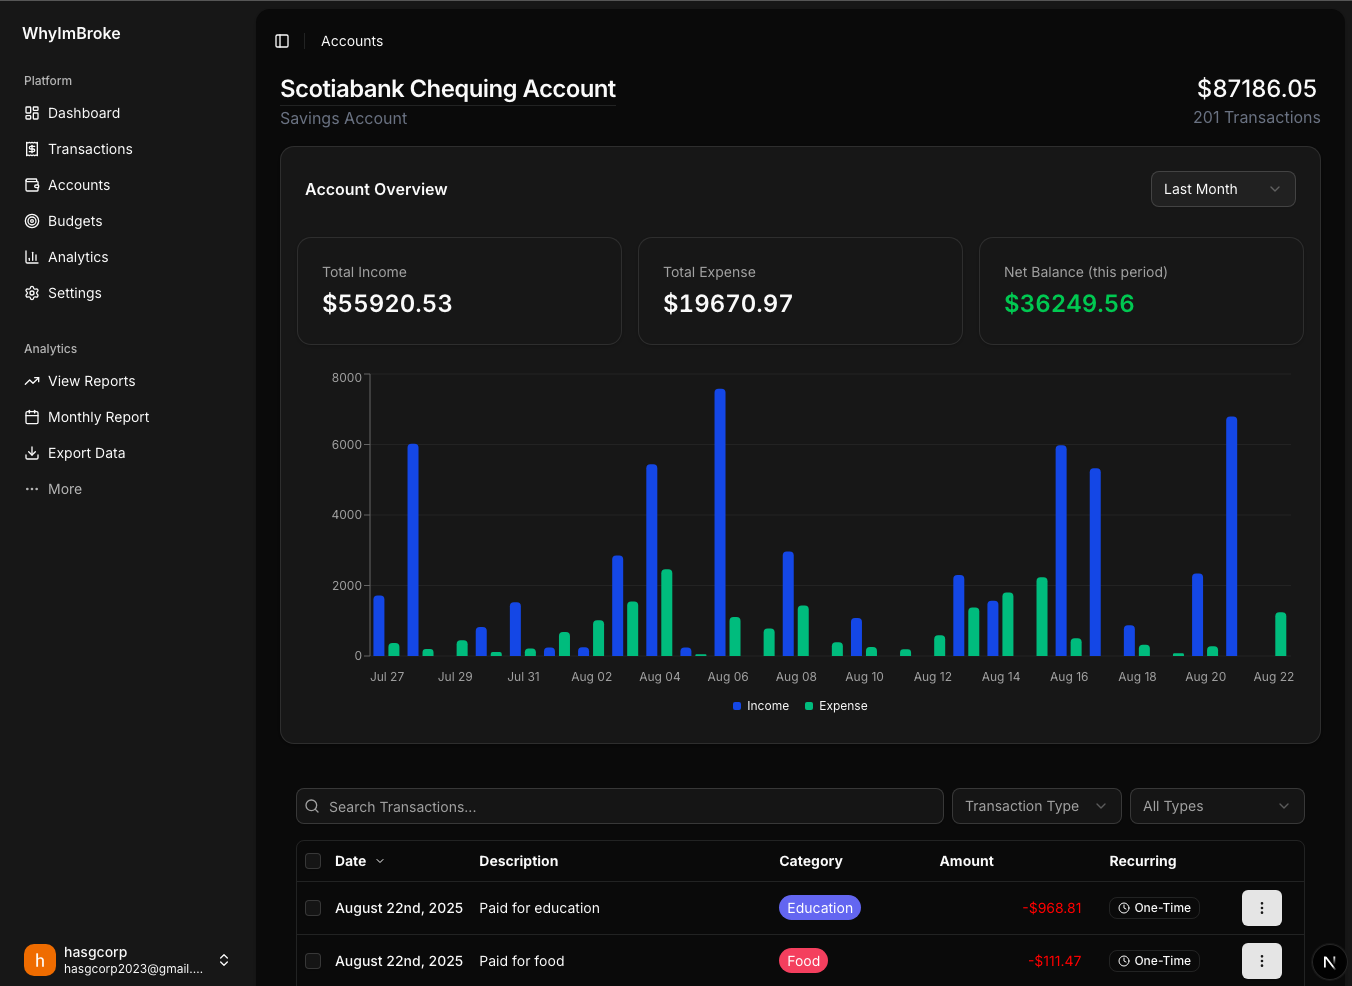 WhyImBroke
Platform
Dashboard
Transactions
Accounts
Budgets
Analytics
Settings
Analytics
View Reports
Monthly Report
Export Data
More
h
hasgcorp
hasgcorp2023@gmail....
Accounts
Scotiabank Chequing Account
Savings Account
$87186.05
201 Transactions
Account Overview
Last Month
Total Income
$55920.53
Total Expense
$19670.97
Net Balance (this period)
$36249.56
8000
6000
4000
2000
0
Jul 27 Jul 29 Jul 31 Aug 02 Aug 04 Aug 06 Aug 08 Aug 10 Aug 12 Aug 14 Aug 16 Aug 18 Aug 20 Aug 22
Income Expense
Search Transactions...
Transaction Type
All Types
Date Description Category Amount Recurring
August 22nd, 2025 Paid for education Education -$968.81 One-Time
August 22nd, 2025 Paid for food Food -$111.47 One-Time
N